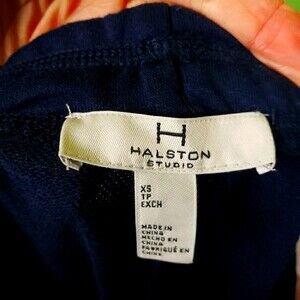 H
HALSTON
STUDIO
XS
TP
EXCH
MADE IN
CHINA
HECHO EN
CHINA
FABRIQUÉ EN
CHINE